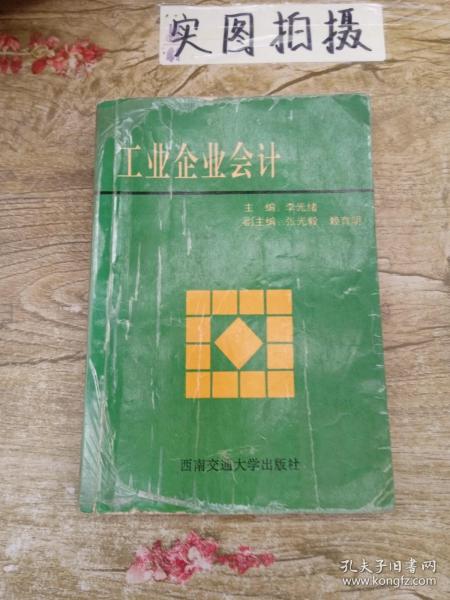 实图拍摄
工业企业会计
主 编 李光绪
副主编 张光毅 赖育明
西南交通大学出版社
孔夫子旧书网
www.kongfz.com